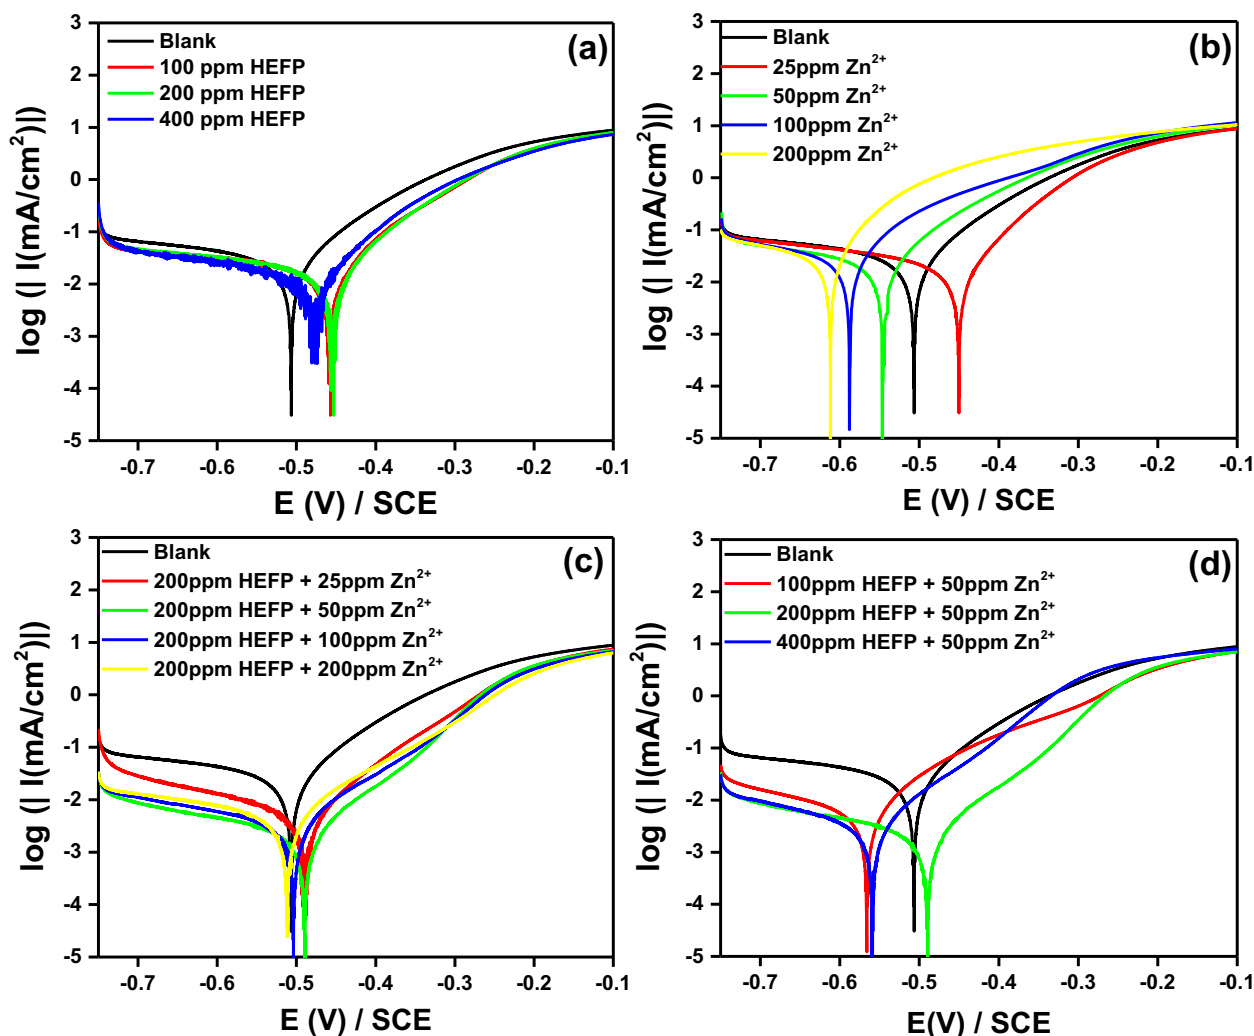 (a)
Blank
100 ppm HEFP
200 ppm HEFP
400 ppm HEFP
log (| I(mA/cm²)|)
3
2
1
0
-1
-2
-3
-4
-5
-0.7 -0.6 -0.5 -0.4 -0.3 -0.2 -0.1
E (V) / SCE
(b)
Blank
25ppm Zn²⁺
50ppm Zn²⁺
100ppm Zn²⁺
200ppm Zn²⁺
log (| I(mA/cm²)|)
3
2
1
0
-1
-2
-3
-4
-5
-0.7 -0.6 -0.5 -0.4 -0.3 -0.2 -0.1
E (V) / SCE
(c)
Blank
200ppm HEFP + 25ppm Zn²⁺
200ppm HEFP + 50ppm Zn²⁺
200ppm HEFP + 100ppm Zn²⁺
200ppm HEFP + 200ppm Zn²⁺
log (| I(mA/cm²)|)
3
2
1
0
-1
-2
-3
-4
-5
-0.7 -0.6 -0.5 -0.4 -0.3 -0.2 -0.1
E (V) / SCE
(d)
Blank
100ppm HEFP + 50ppm Zn²⁺
200ppm HEFP + 50ppm Zn²⁺
400ppm HEFP + 50ppm Zn²⁺
log (| I(mA/cm²)|)
3
2
1
0
-1
-2
-3
-4
-5
-0.7 -0.6 -0.5 -0.4 -0.3 -0.2 -0.1
E(V) / SCE